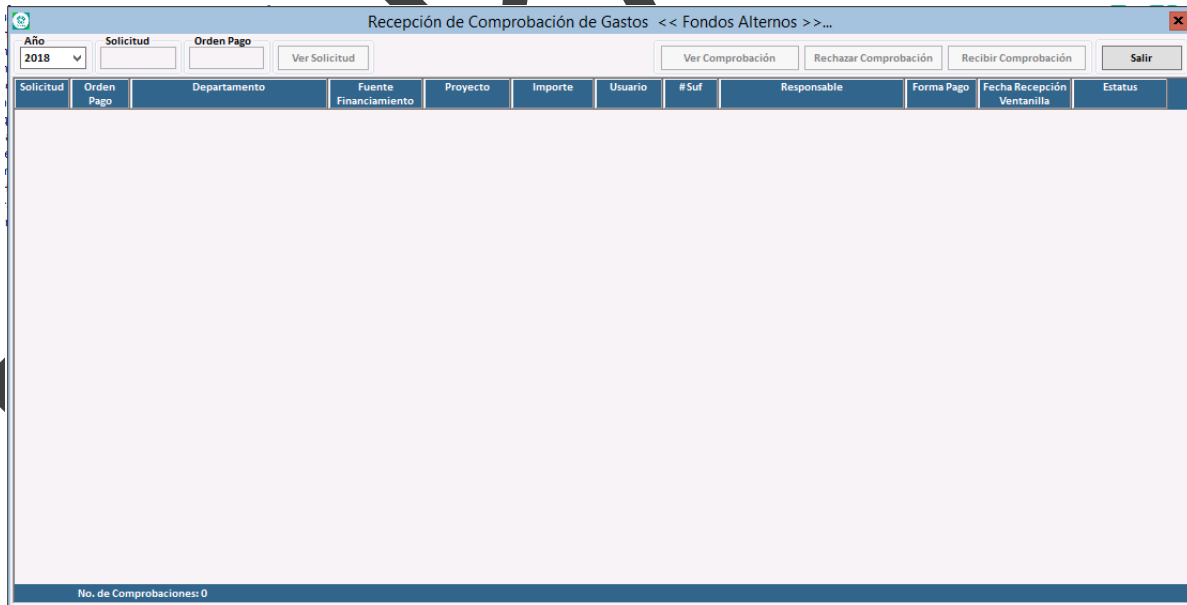 Recepción de Comprobación de Gastos << Fondos Alternos >>...
Año Solicitud Orden Pago
2018 Ver Solicitud Ver Comprobación Rechazar Comprobación Recibir Comprobación Salir
Solicitud Orden Pago Departamento Fuente Financiamiento Proyecto Importe Usuario #Suf Responsable Forma Pago Fecha Recepción Ventanilla Estatus
No. de Comprobaciones: 0